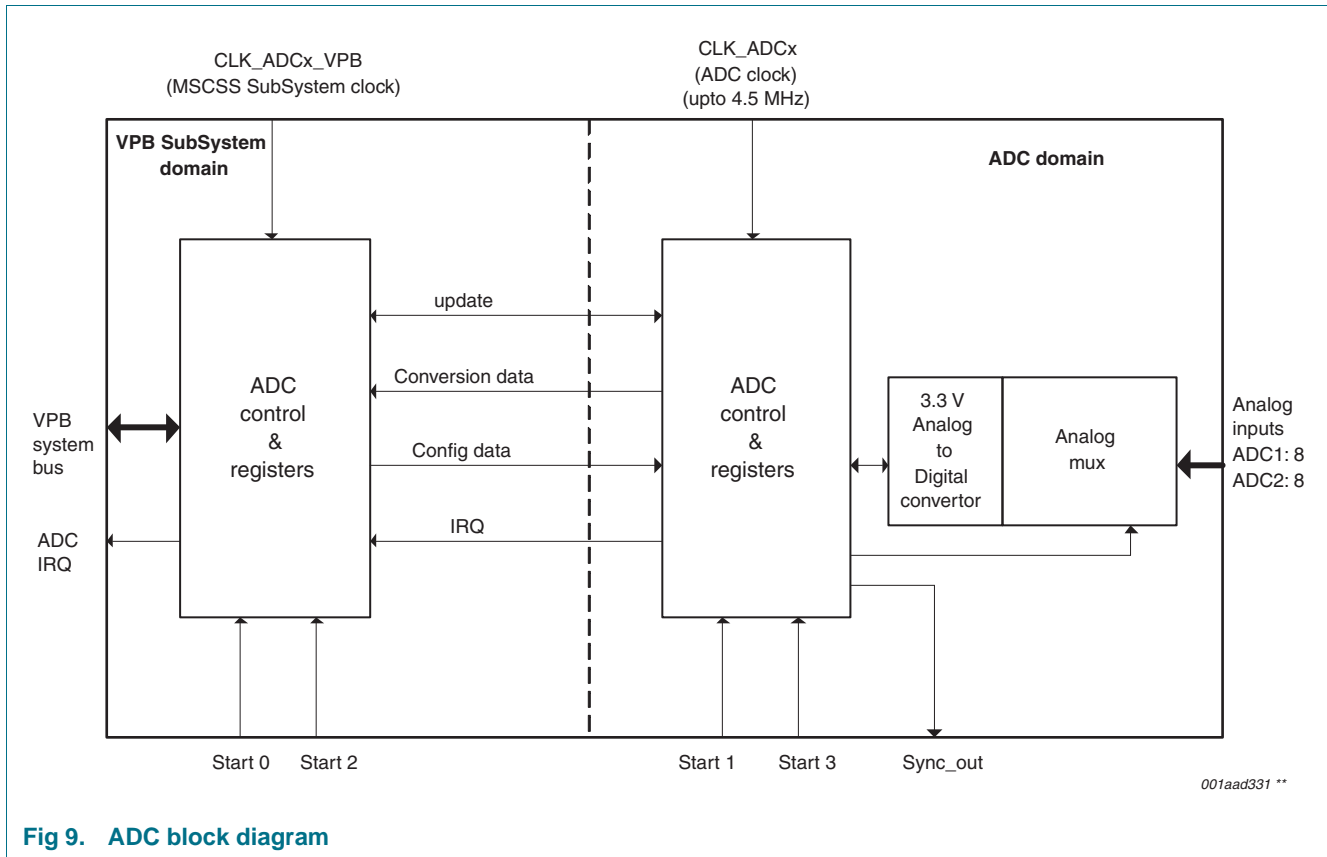 CLK_ADCx_VPB
(MSCSS SubSystem clock)
CLK_ADCx
(ADC clock)
(upto 4.5 MHz)
VPB SubSystem
domain
ADC domain
update
Conversion data
Config data
IRQ
ADC
control
&
registers
ADC
control
&
registers
3.3 V
Analog
to
Digital
convertor
Analog
mux
VPB
system
bus
ADC
IRQ
Analog
inputs
ADC1: 8
ADC2: 8
Start 0
Start 2
Start 1
Start 3
Sync_out
001aad331 **
Fig 9. ADC block diagram